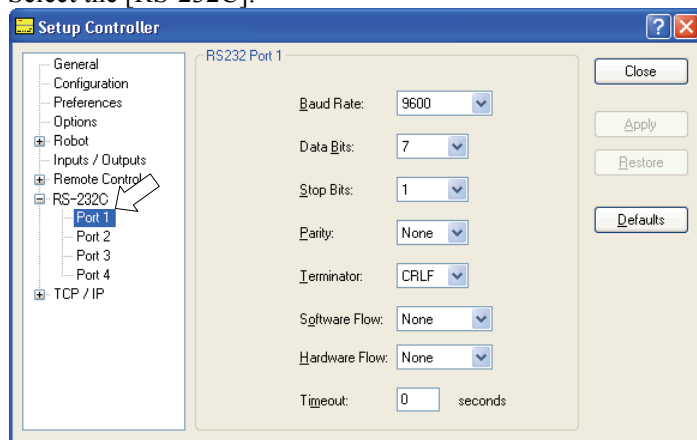 Select the [RS-232C].
Setup Controller
General
Configuration
Preferences
Options
Robot
Inputs / Outputs
Remote Control
RS-232C
Port 1
Port 2
Port 3
Port 4
TCP / IP
RS232 Port 1
Baud Rate: 9600
Data Bits: 7
Stop Bits: 1
Parity: None
Terminator: CRLF
Software Flow: None
Hardware Flow: None
Timeout: 0 seconds
Close
Apply
Restore
Defaults